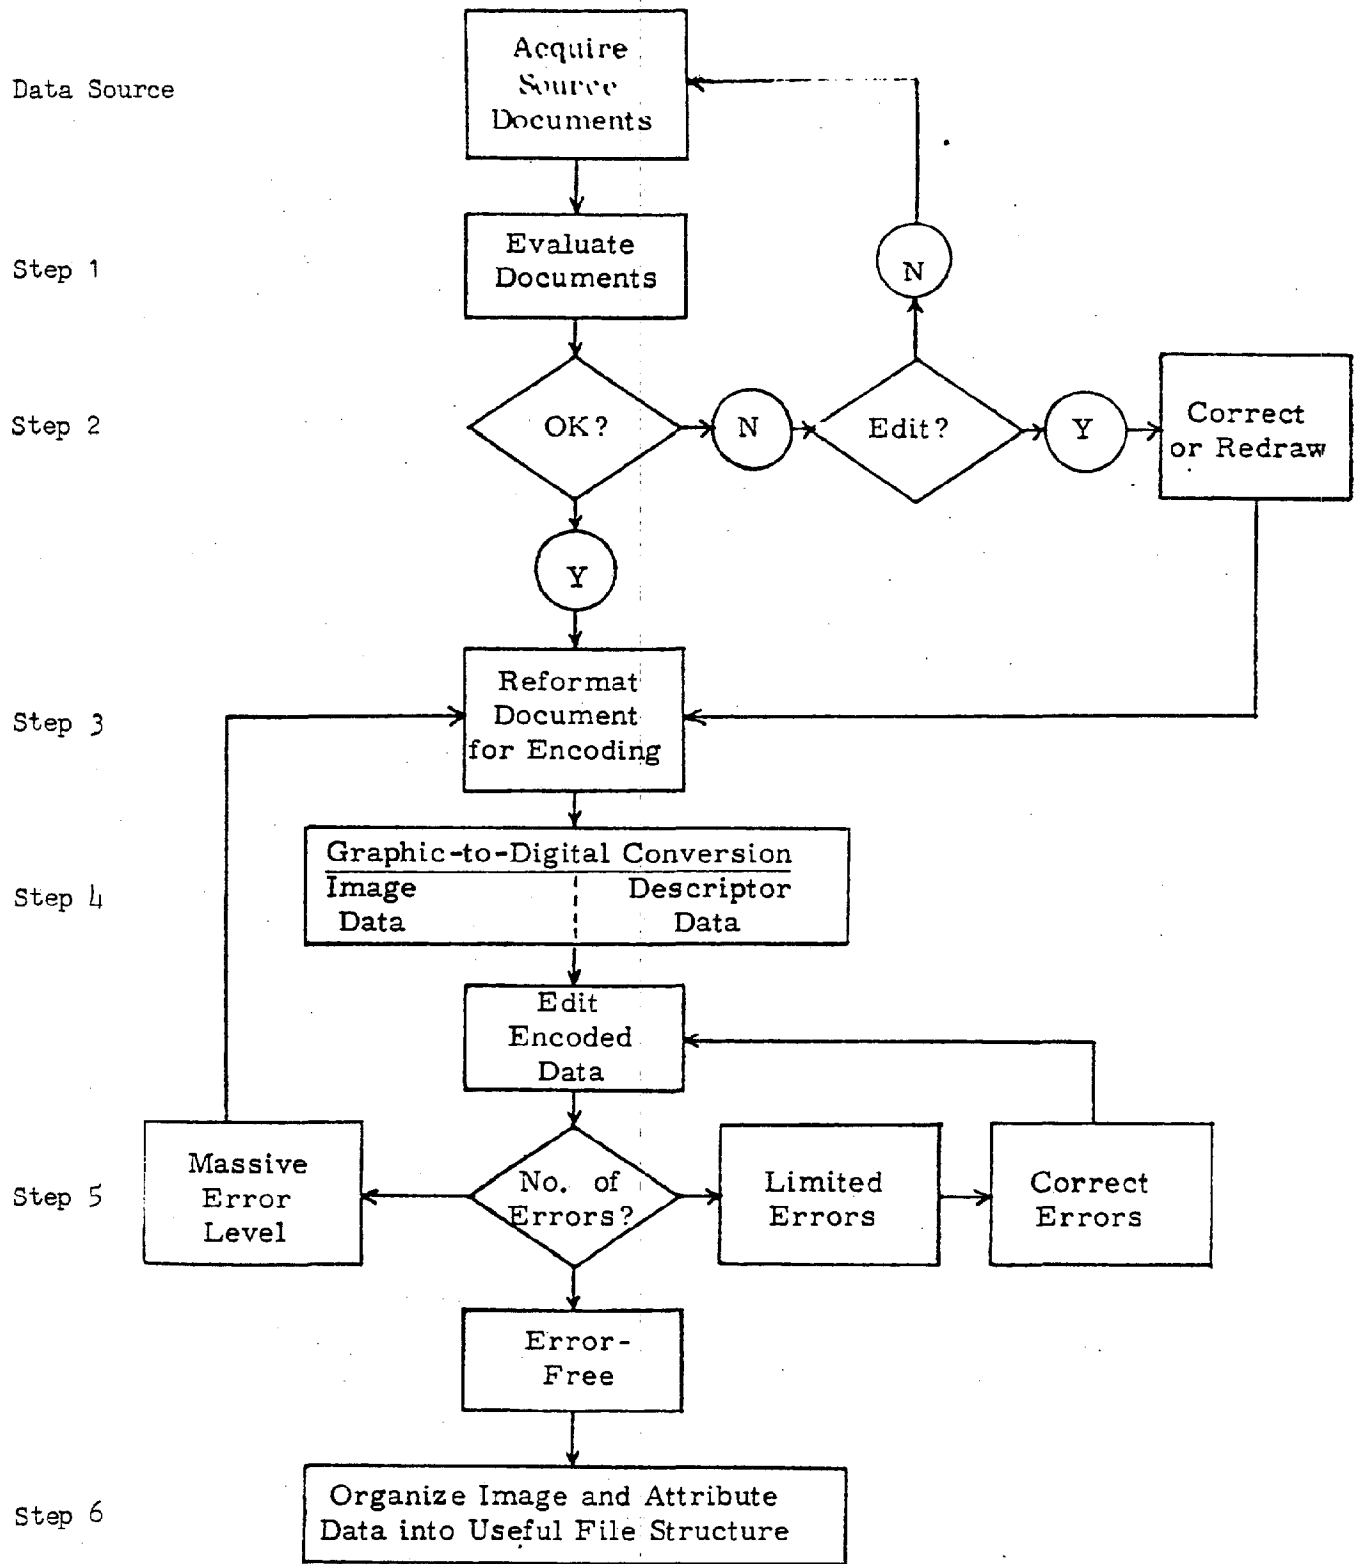 Acquire
Source
Documents
Data Source
Evaluate
Documents
Step 1
N
Step 2
OK?
N
Edit?
Y
Correct
or Redraw
Y
Reformat
Document
for Encoding
Step 3
Graphic-to-Digital Conversion
Image
Data
Descriptor
Data
Step 4
Edit
Encoded
Data
Step 5
Massive
Error
Level
No. of
Errors?
Limited
Errors
Correct
Errors
Error-
Free
Step 6
Organize Image and Attribute
Data into Useful File Structure